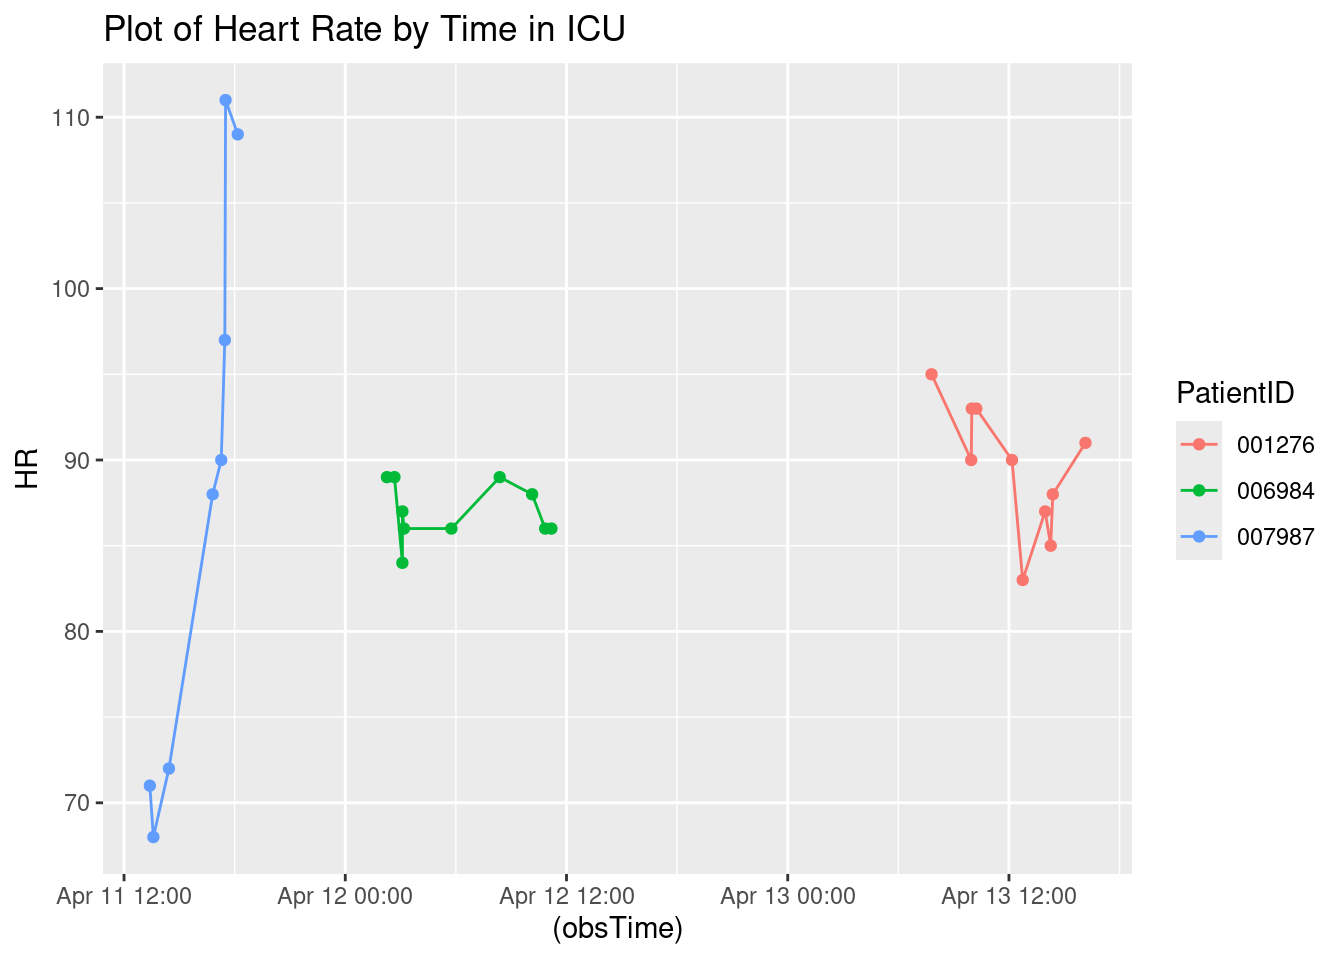 Plot of Heart Rate by Time in ICU
110
100
90
80
70
HR
Apr 11 12:00
Apr 12 00:00
Apr 12 12:00
Apr 13 00:00
Apr 13 12:00
(obsTime)
PatientID
001276
006984
007987